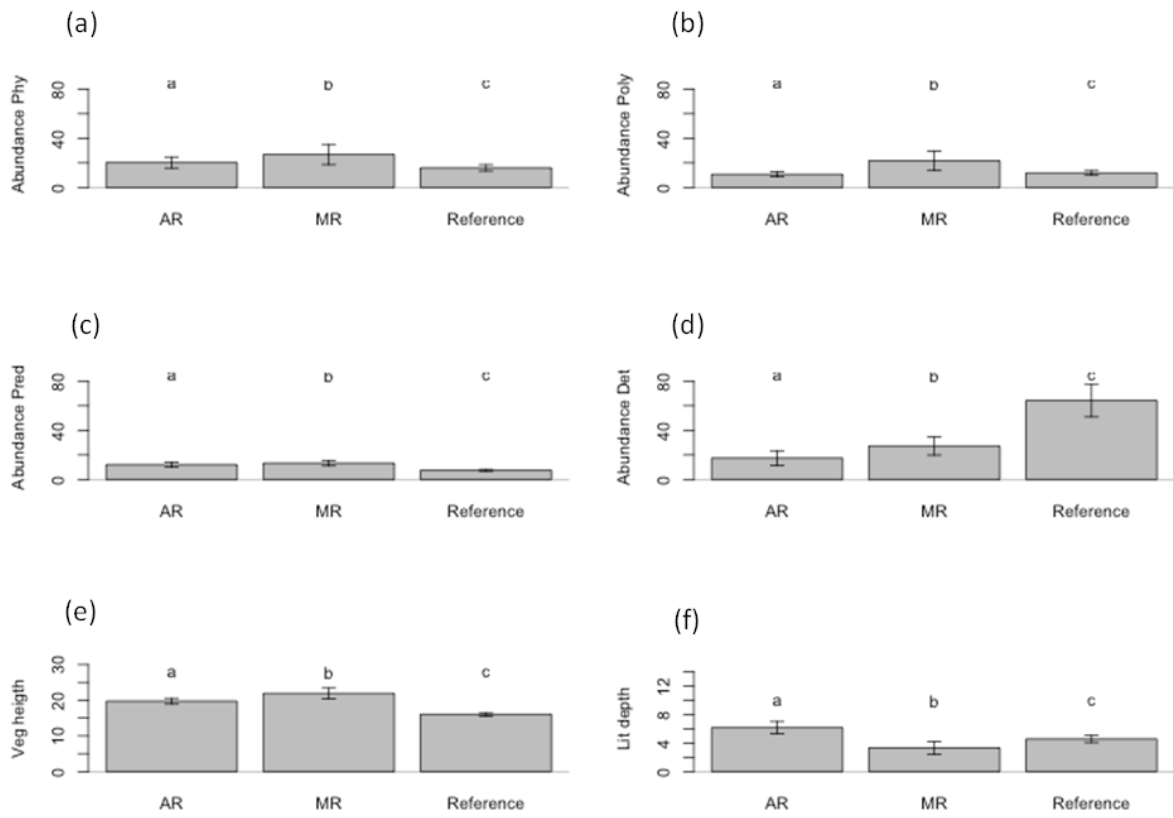 (a)
Abundance Phy
0 40 80
a b c
AR MR Reference
(b)
Abundance Poly
0 40 80
a b c
AR MR Reference
(c)
Abundance Pred
0 40 80
a b c
AR MR Reference
(d)
Abundance Det
0 40 80
a b c
AR MR Reference
(e)
Veg heigth
0 10 20 30
a b c
AR MR Reference
(f)
Lit depth
0 4 8 12
a b c
AR MR Reference